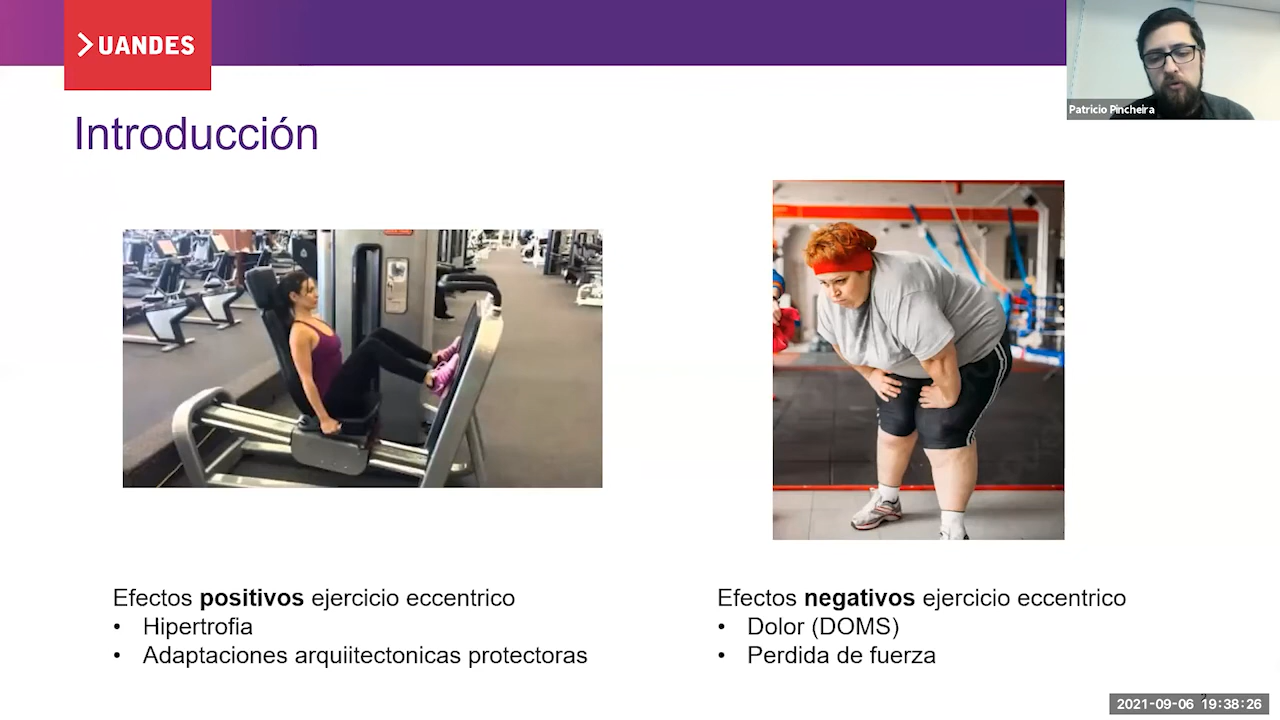 UANDES
Patricio Pincheira
Introducción
Efectos positivos ejercicio eccentrico
• Hipertrofia
• Adaptaciones arquiitectonicas protectoras
Efectos negativos ejercicio eccentrico
• Dolor (DOMS)
• Perdida de fuerza
2021-09-06 19:38:26